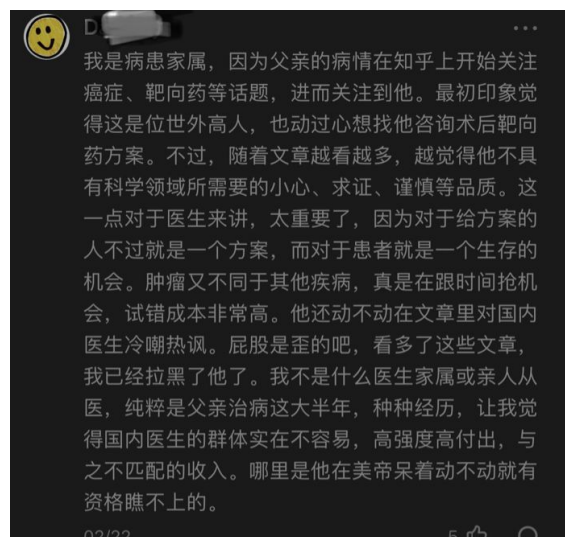 D
我是病患家属，因为父亲的病情在知乎上开始关注
癌症、靶向药等话题，进而关注到他。最初印象觉
得这是位世外高人，也动过心想找他咨询术后靶向
药方案。不过，随着文章越看越多，越觉得他不具
有科学领域所需要的小心、求证、谨慎等品质。这
一点对于医生来讲，太重要了，因为对于给方案的
人不过就是一个方案，而对于患者就是一个生存的
机会。肿瘤又不同于其他疾病，真是在跟时间抢机
会，试错成本非常高。他还动不动在文章里对国内
医生冷嘲热讽。屁股是歪的吧，看多了这些文章，
我已经拉黑了他了。我不是什么医生家属或亲人从
医，纯粹是父亲治病这大半年，种种经历，让我觉
得国内医生的群体实在不容易，高强度高付出，与
之不匹配的收入。哪里是他在美帝呆着动不动就有
资格瞧不上的。
02/22 5